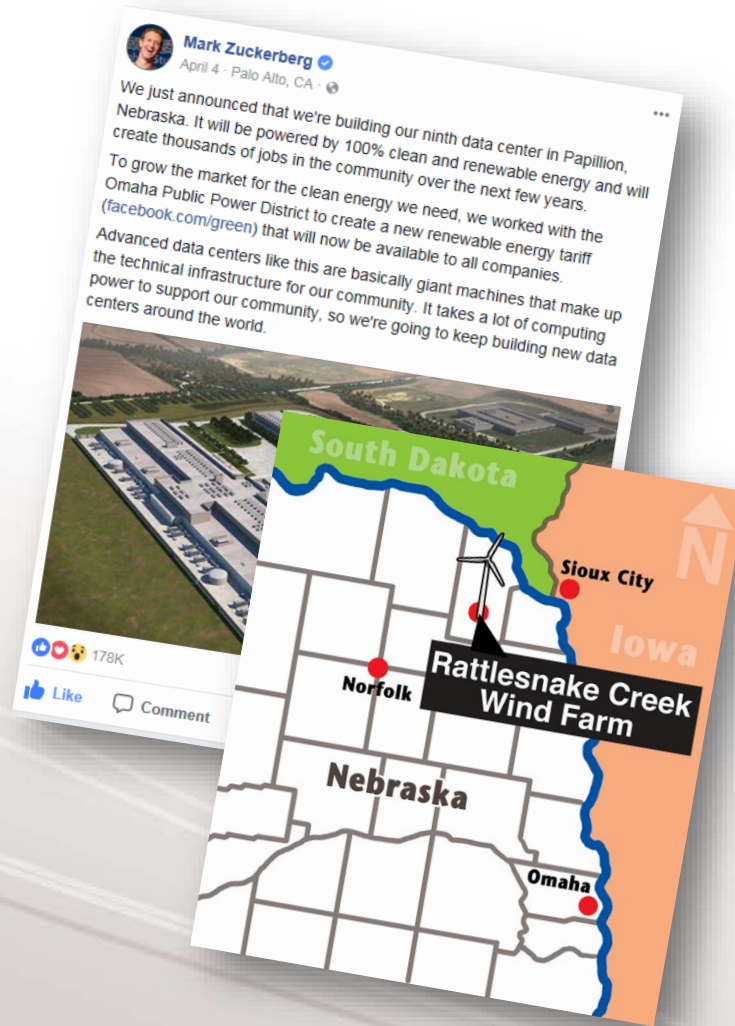 Mark Zuckerberg
April 4 · Palo Alto, CA ·
We just announced that we're building our ninth data center in Papillion,
Nebraska. It will be powered by 100% clean and renewable energy and will
create thousands of jobs in the community over the next few years.
To grow the market for the clean energy we need, we worked with the
Omaha Public Power District to create a new renewable energy tariff
(facebook.com/green) that will now be available to all companies.
Advanced data centers like this are basically giant machines that make up
the technical infrastructure for our community. It takes a lot of computing
power to support our community, so we're going to keep building new data
centers around the world.
178K
Like
Comment
South Dakota
N
Sioux City
Iowa
Rattlesnake Creek
Wind Farm
Norfolk
Nebraska
Omaha